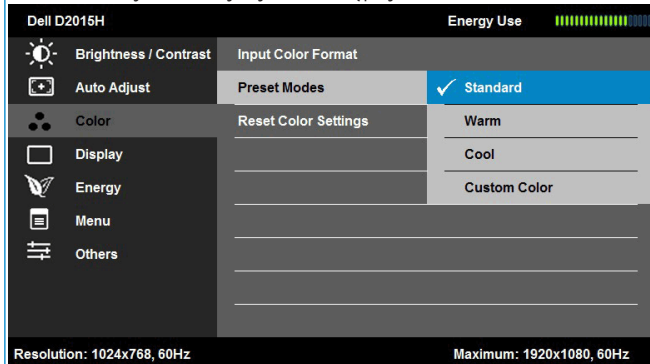 Dell D2015H Energy Use
Brightness / Contrast Input Color Format
Auto Adjust Preset Modes Standard
Color Reset Color Settings Warm
Display Cool
Energy Custom Color
Menu
Others
Resolution: 1024x768, 60Hz Maximum: 1920x1080, 60Hz